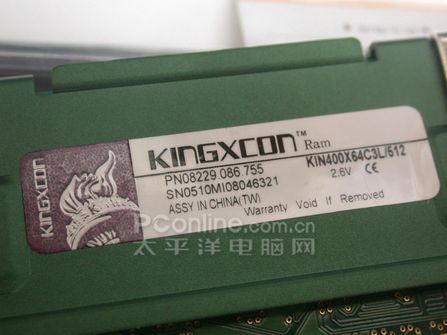 KINGXCON
KINGXCON™ Ram
PN08229.086.755
KIN400X64C3L/512
SN0510MI08046321
2.6V CE
ASSY IN CHINA(TW)
Warranty Void If Removed
PConline.com.cn
太平洋电脑网